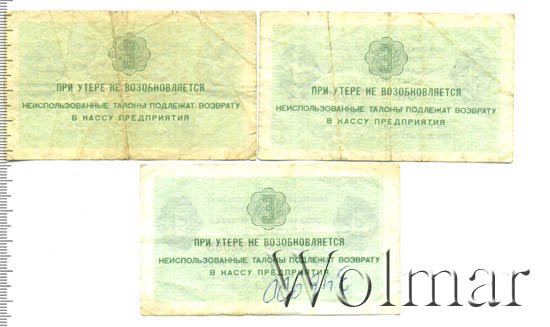 ПРИ УТЕРЕ НЕ ВОЗОБНОВЛЯЕТСЯ
НЕИСПОЛЬЗОВАННЫЕ ТАЛОНЫ ПОДЛЕЖАТ ВОЗВРАТУ
В КАССУ ПРЕДПРИЯТИЯ
ПРИ УТЕРЕ НЕ ВОЗОБНОВЛЯЕТСЯ
НЕИСПОЛЬЗОВАННЫЕ ТАЛОНЫ ПОДЛЕЖАТ ВОЗВРАТУ
В КАССУ ПРЕДПРИЯТИЯ
ПРИ УТЕРЕ НЕ ВОЗОБНОВЛЯЕТСЯ
НЕИСПОЛЬЗОВАННЫЕ ТАЛОНЫ ПОДЛЕЖАТ ВОЗВРАТУ
В КАССУ ПРЕДПРИЯТИЯ
Wolmar